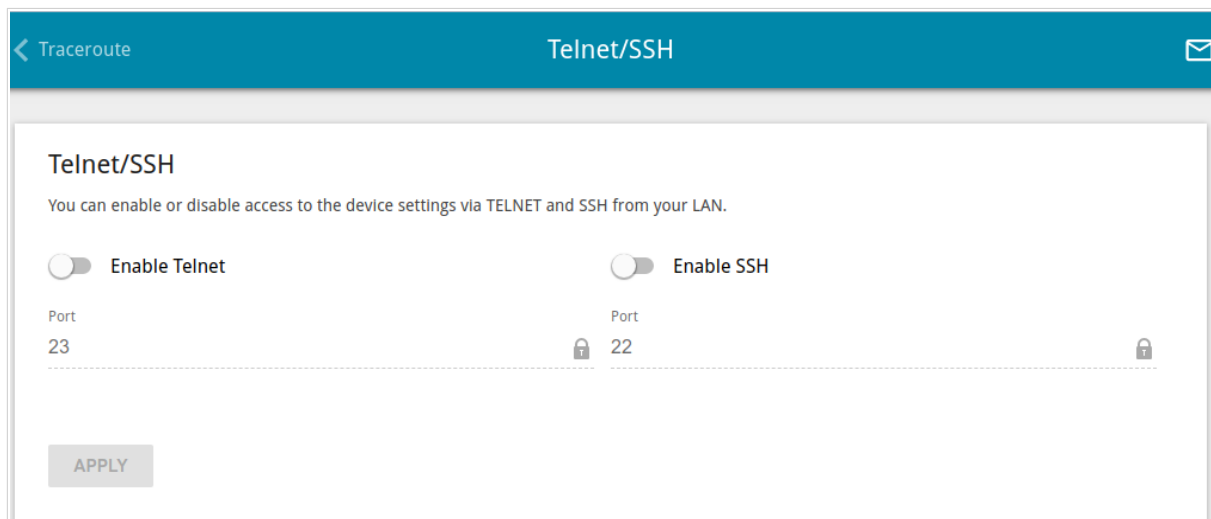 Traceroute
Telnet/SSH
Telnet/SSH
You can enable or disable access to the device settings via TELNET and SSH from your LAN.
Enable Telnet
Enable SSH
Port
Port
23
22
APPLY